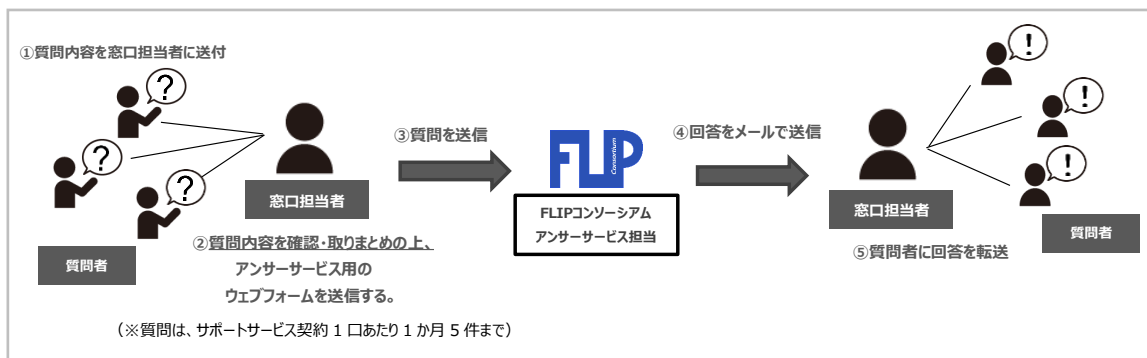 ①質問内容を窓口担当者に送付
?
?
?
質問者
窓口担当者
②質問内容を確認・取りまとめの上、
アンサーサービス用の
ウェブフォームを送信する。
(※質問は、サポートサービス契約 1 口あたり 1 か月 5 件まで)
③質問を送信
FLIP
Consortium
FLIPコンソーシアム
アンサーサービス担当
④回答をメールで送信
窓口担当者
!
!
!
質問者
⑤質問者に回答を転送